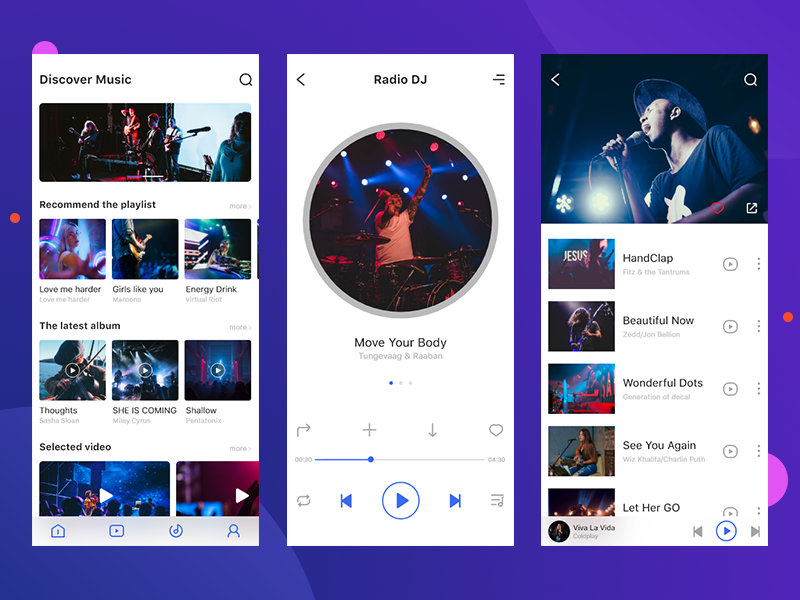 Discover Music
Recommend the playlist
more
Love me harder
Love me harder
Girls like you
Maroons
Energy Drink
virtual Riot
The latest album
more
Thoughts
Sasha Sloan
SHE IS COMING
Miley Cyrus
Shallow
Pentatonix
Selected video
more
Radio DJ
Move Your Body
Tungevaag & Raaban
00:30
04:30
JESUS
HandClap
Fitz & the Tantrums
Beautiful Now
Zedd/Jon Bellion
Wonderful Dots
Generation of decal
See You Again
Wiz Khalifa/Charlie Puth
Let Her GO
Viva La Vida
Coldplay